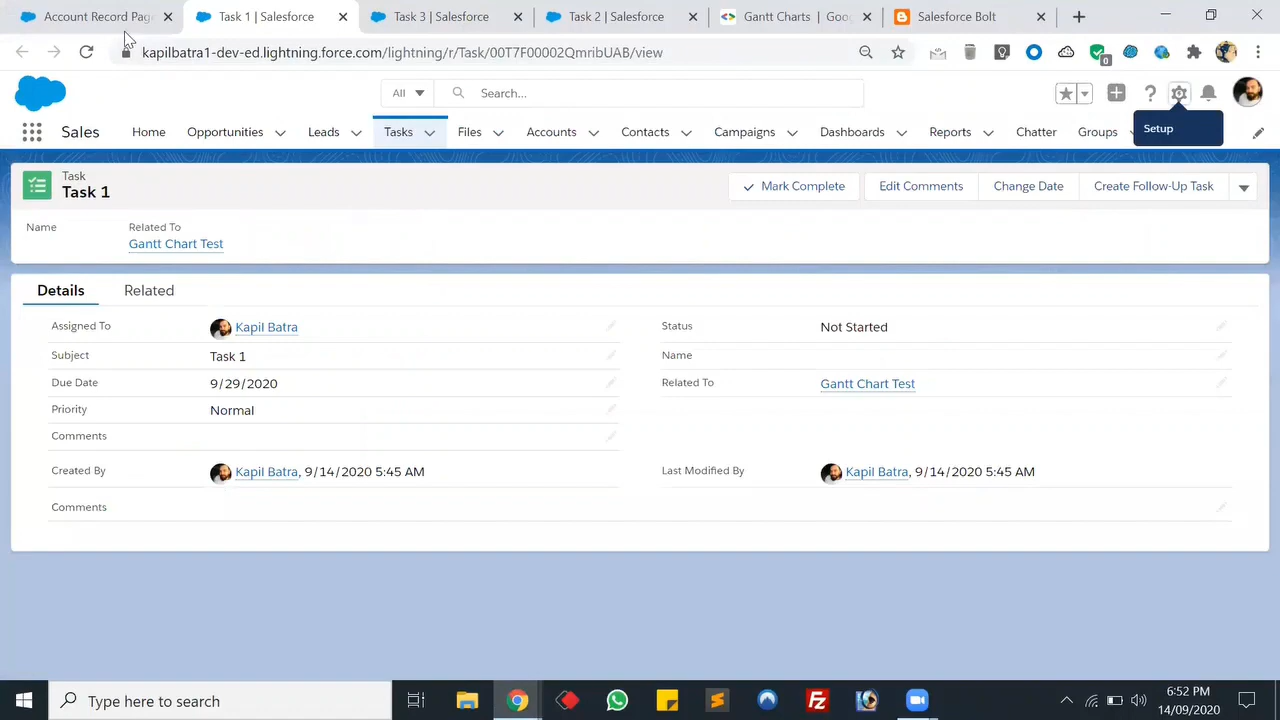 Account Record Pag
Task 1 | Salesforce
Task 3 | Salesforce
Task 2 | Salesforce
Gantt Charts | Goo
Salesforce Bolt
kapilbatra1-dev-ed.lightning.force.com/lightning/r/Task/00T7F00002QmribUAB/view
0
All
Search...
Sales
Home
Opportunities
Leads
Tasks
Files
Accounts
Contacts
Campaigns
Dashboards
Reports
Chatter
Groups
Setup
Task
Task 1
Mark Complete
Edit Comments
Change Date
Create Follow-Up Task
Name
Related To
Gantt Chart Test
Details
Related
Assigned To
Kapil Batra
Status
Not Started
Subject
Task 1
Name
Due Date
9/29/2020
Related To
Gantt Chart Test
Priority
Normal
Comments
Created By
Kapil Batra, 9/14/2020 5:45 AM
Last Modified By
Kapil Batra, 9/14/2020 5:45 AM
Comments
Type here to search
6:52 PM
14/09/2020